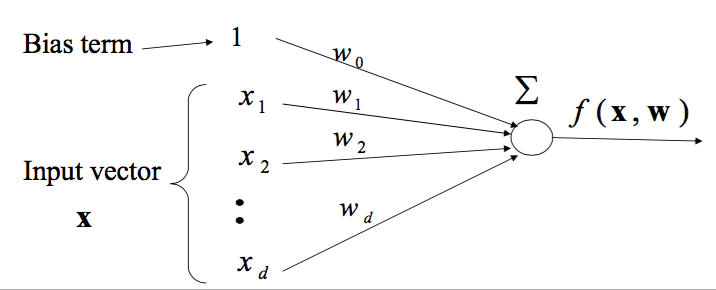 Bias term 1
w0
x1 w1
Σ
f(x,w)
x2 w2
Input vector
x
wd
xd